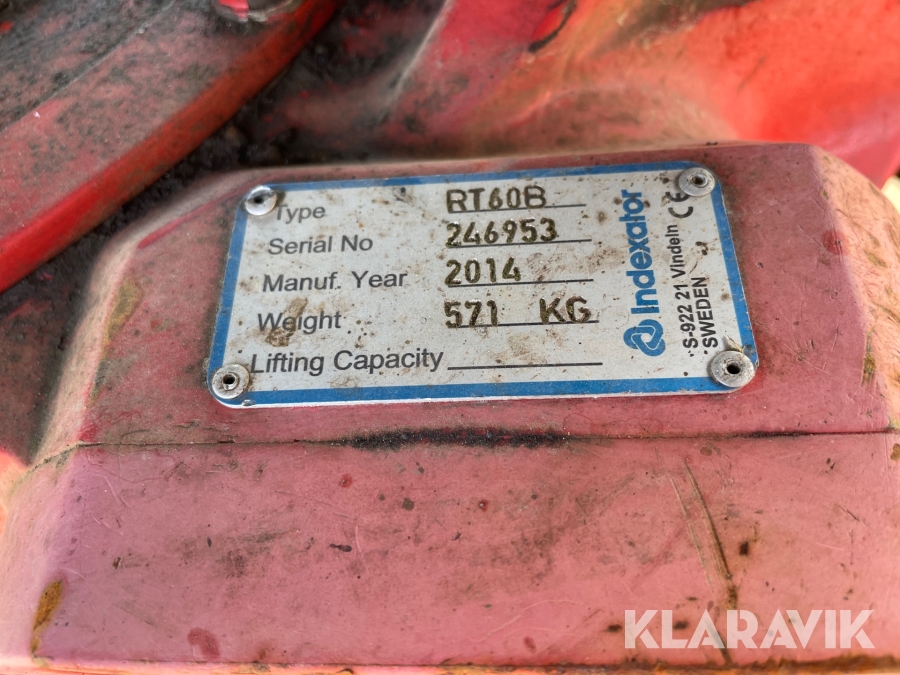 Type RT60B
Serial No 246953
Manuf. Year 2014
Weight 571 KG
Lifting Capacity
Indexator
S-922 21 Vindeln CE
SWEDEN
KLARAVIK